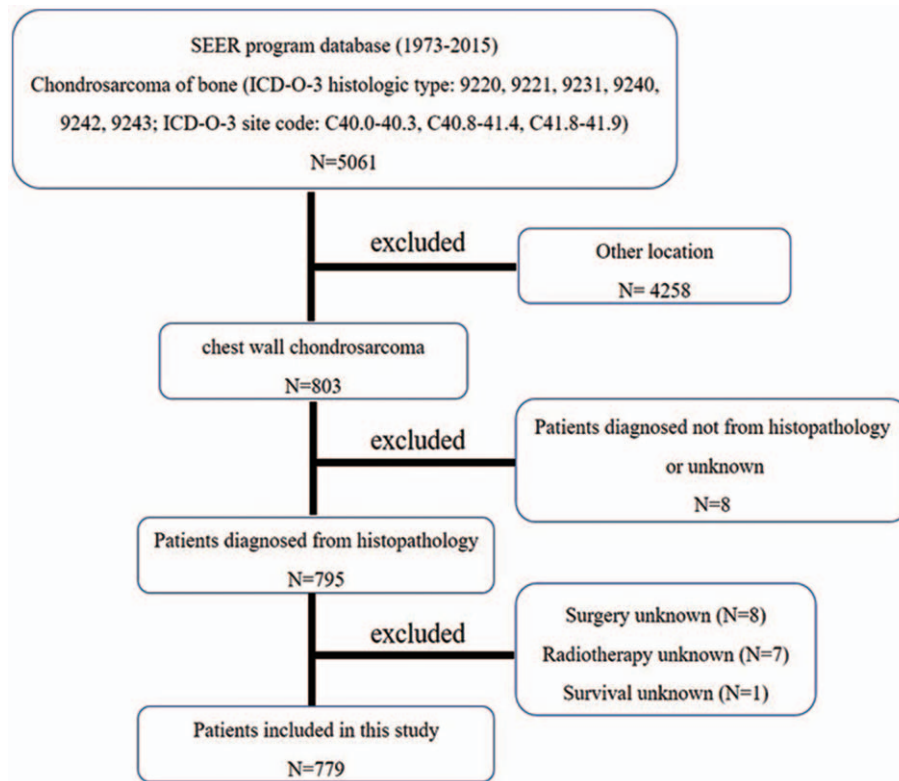 SEER program database (1973-2015)
Chondrosarcoma of bone (ICD-O-3 histologic type: 9220, 9221, 9231, 9240,
9242, 9243; ICD-O-3 site code: C40.0-40.3, C40.8-41.4, C41.8-41.9)
N=5061
excluded
Other location
N= 4258
chest wall chondrosarcoma
N=803
excluded
Patients diagnosed not from histopathology
or unknown
N=8
Patients diagnosed from histopathology
N=795
excluded
Surgery unknown (N=8)
Radiotherapy unknown (N=7)
Survival unknown (N=1)
Patients included in this study
N=779